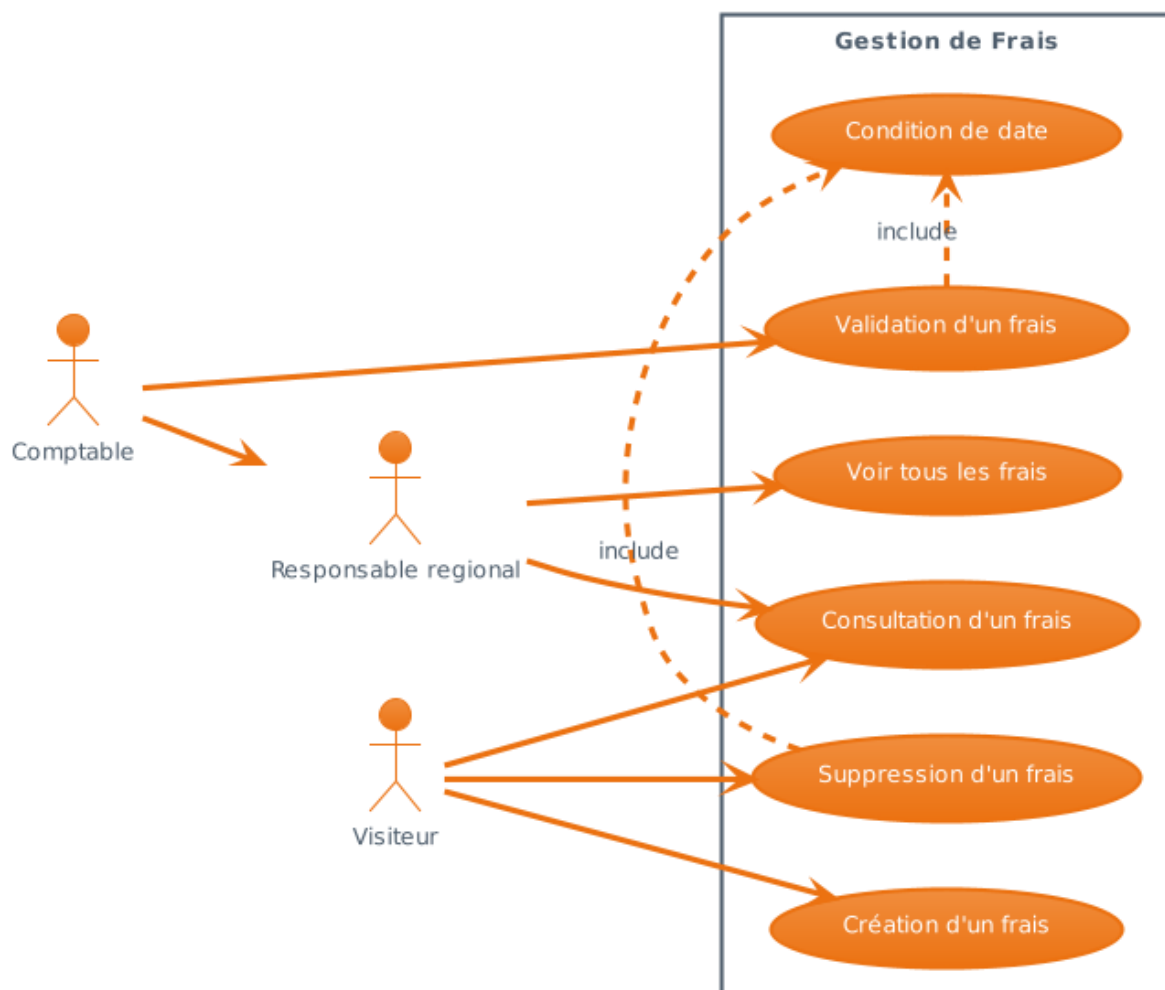 Gestion de Frais
Condition de date
include
Validation d'un frais
Comptable
Voir tous les frais
include
Responsable regional
Consultation d'un frais
Suppression d'un frais
Visiteur
Création d'un frais